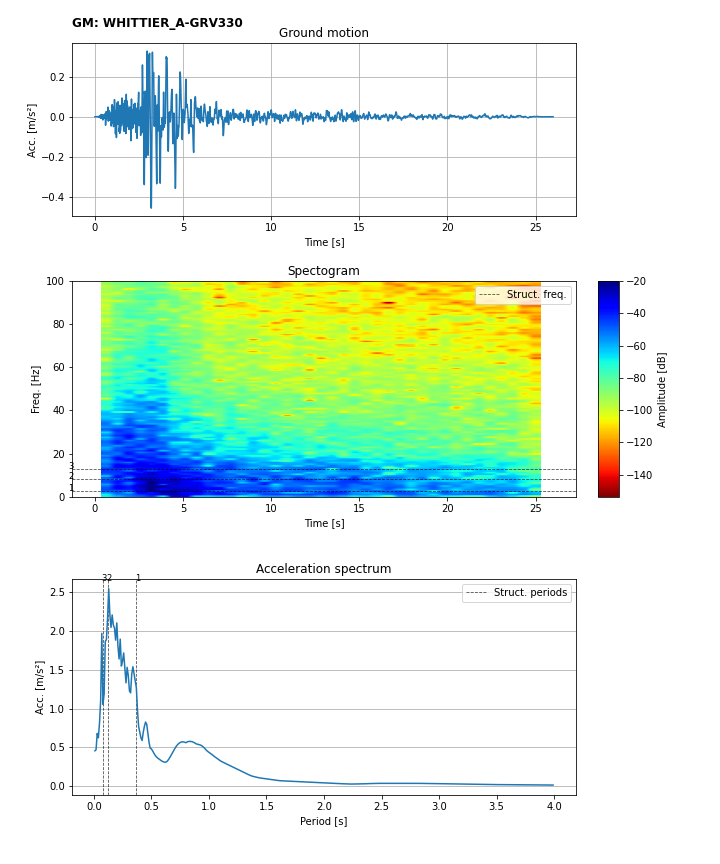 GM: WHITTIER_A-GRV330
Ground motion
Acc. [m/s²]
0.2
0.0
−0.2
−0.4
0 5 10 15 20 25
Time [s]
Spectogram
Freq. [Hz]
100
80
60
40
20
0
3
2
1
Struct. freq.
0 5 10 15 20 25
Time [s]
−20
−40
−60
−80
−100
−120
−140
Amplitude [dB]
Acceleration spectrum
3 2 1
Struct. periods
Acc. [m/s²]
2.5
2.0
1.5
1.0
0.5
0.0
0.0 0.5 1.0 1.5 2.0 2.5 3.0 3.5 4.0
Period [s]